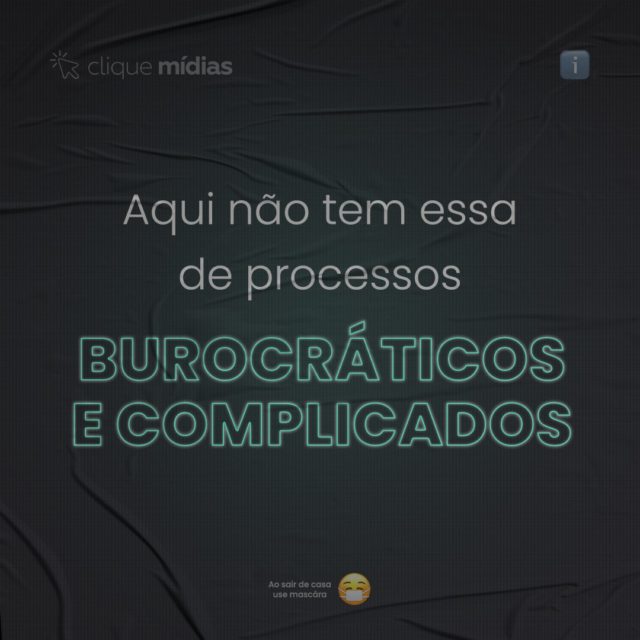 clique mídias
i
Aqui não tem essa
de processos
BUROCRÁTICOS
E COMPLICADOS
Ao sair de casa
use mascára